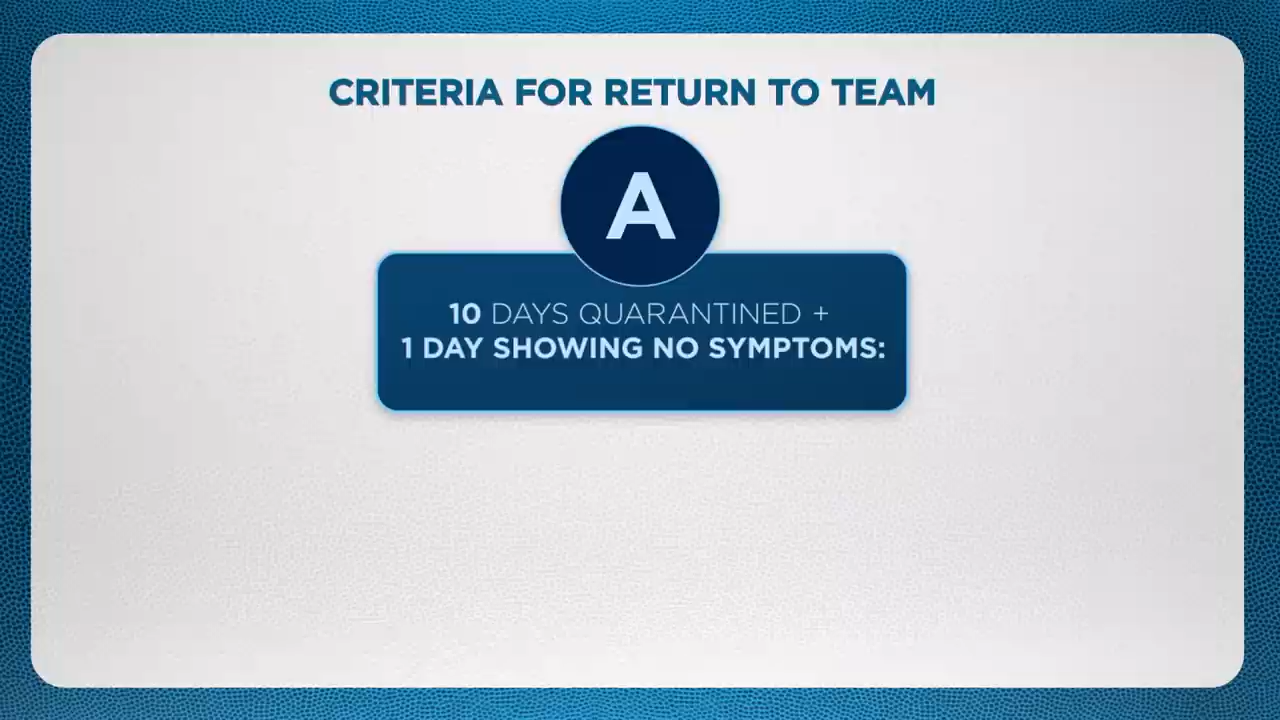 CRITERIA FOR RETURN TO TEAM
A
10 DAYS QUARANTINED +
1 DAY SHOWING NO SYMPTOMS: